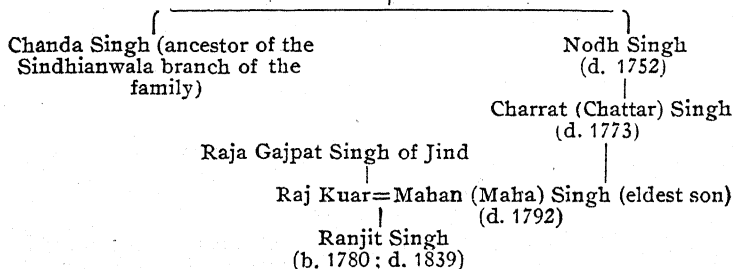 Chanda Singh (ancestor of the
Sindhianwala branch of the
family)
Nodh Singh
(d. 1752)
Charrat (Chattar) Singh
(d. 1773)
Raja Gajpat Singh of Jind
Raj Kuar=Mahan (Maha) Singh (eldest son)
(d. 1792)
Ranjit Singh
(b. 1780; d. 1839)